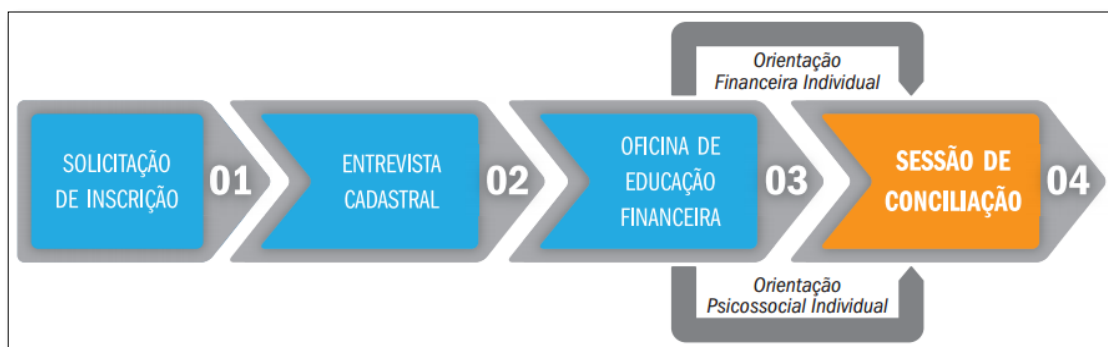 Orientação
Financeira Individual
SOLICITAÇÃO
DE INSCRIÇÃO
01
ENTREVISTA
CADASTRAL
02
OFICINA DE
EDUCAÇÃO
FINANCEIRA
03
SESSÃO DE
CONCILIAÇÃO
04
Orientação
Psicossocial Individual